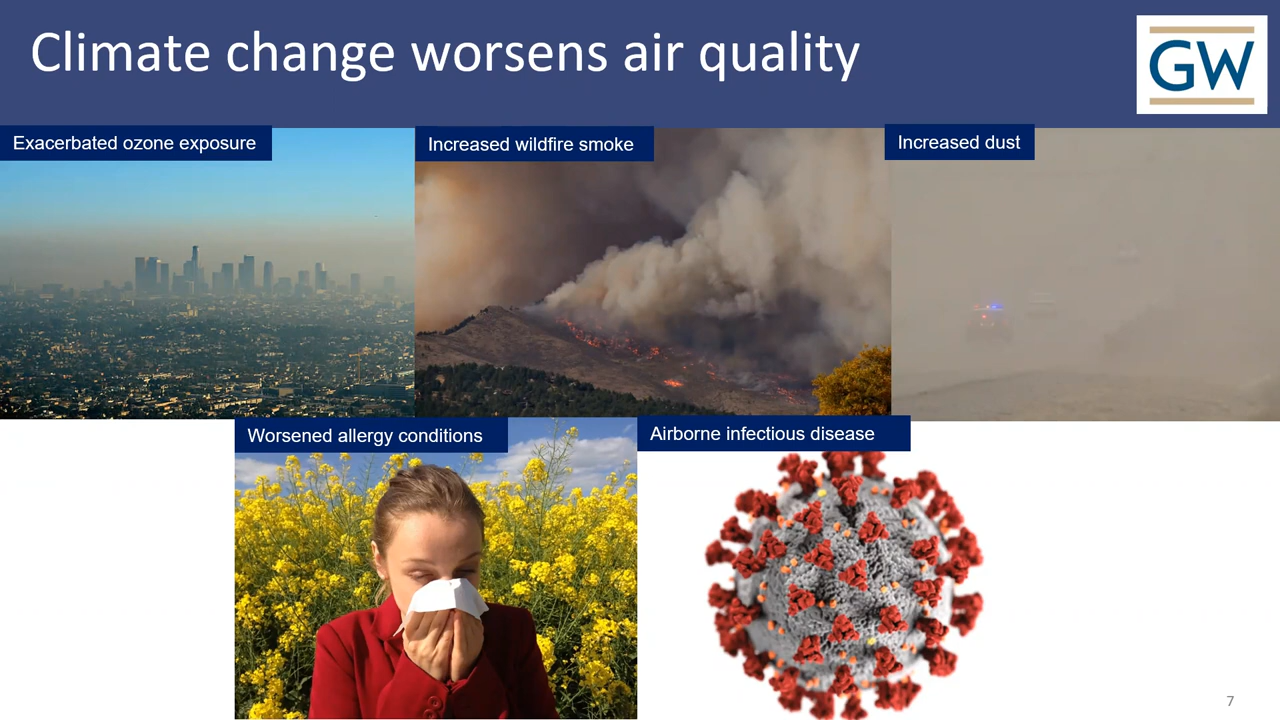 Climate change worsens air quality
GW
Exacerbated ozone exposure
Increased wildfire smoke
Increased dust
Worsened allergy conditions
Airborne infectious disease
7